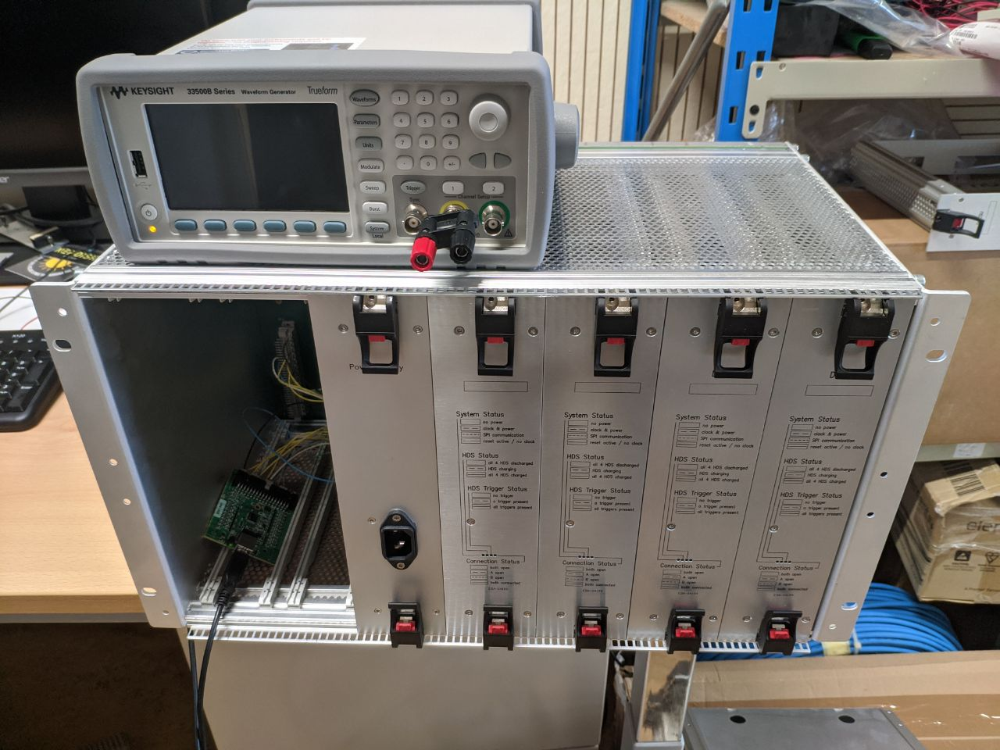 KEYSIGHT 33500B Series Waveform Generator Trueform
Waveforms
Parameters
Units
Modulate
Sweep
Burst
System
Local
1 2 3
4 5 6
7 8 9
. 0 +/-
Trigger
1
2
Sync
Channel Setup
System Status
no power
clock & power
SPI communication
reset active / no clock
HDS Status
all 4 HDS discharged
HDS charging
all 4 HDS charged
HDS Trigger Status
no trigger
a trigger present
all triggers present
Connection Status
both open
A open
B open
both connected
System Status
no power
clock & power
SPI communication
reset active / no clock
HDS Status
all 4 HDS discharged
HDS charging
all 4 HDS charged
HDS Trigger Status
no trigger
a trigger present
all triggers present
Connection Status
both open
A open
B open
both connected
System Status
no power
clock & power
SPI communication
reset active / no clock
HDS Status
all 4 HDS discharged
HDS charging
all 4 HDS charged
HDS Trigger Status
no trigger
a trigger present
all triggers present
Connection Status
both open
A open
B open
both connected
System Status
no power
clock & power
SPI communication
reset active / no clock
HDS Status
all 4 HDS discharged
HDS charging
all 4 HDS charged
HDS Trigger Status
no trigger
a trigger present
all triggers present
Connection Status
both open
A open
B open
both connected
K120